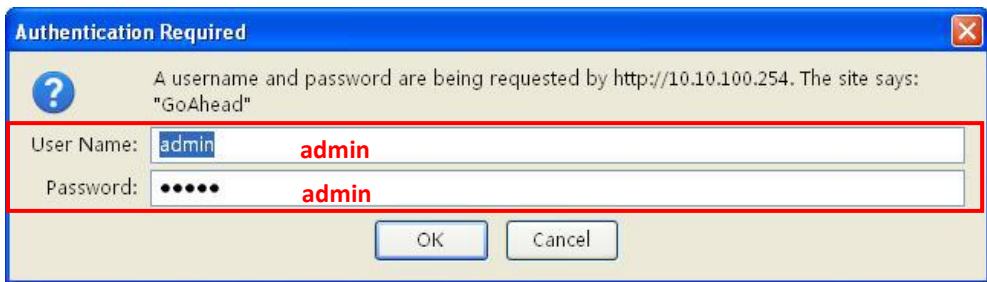 Authentication Required
A username and password are being requested by http://10.10.100.254. The site says:
"GoAhead"
User Name: admin admin
Password: ••••• admin
OK Cancel